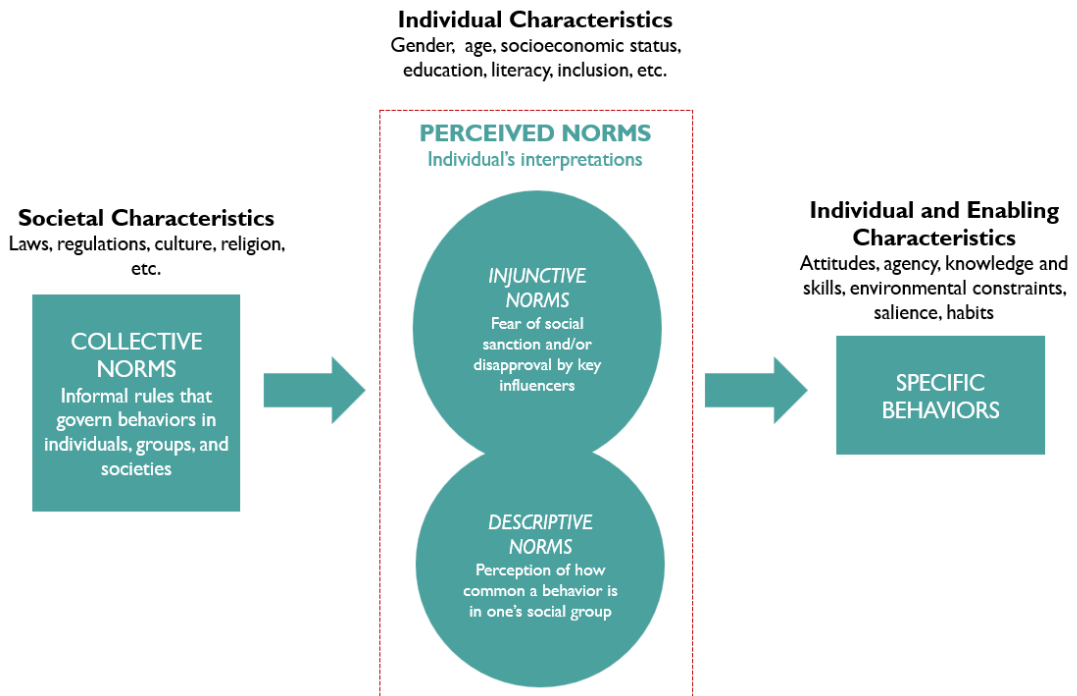 Individual Characteristics
Gender, age, socioeconomic status,
education, literacy, inclusion, etc.
PERCEIVED NORMS
Individual's interpretations
Societal Characteristics
Laws, regulations, culture, religion,
etc.
COLLECTIVE
NORMS
Informal rules that
govern behaviors in
individuals, groups, and
societies
INJUNCTIVE
NORMS
Fear of social
sanction and/or
disapproval by key
influencers
DESCRIPTIVE
NORMS
Perception of how
common a behavior is
in one's social group
Individual and Enabling
Characteristics
Attitudes, agency, knowledge and
skills, environmental constraints,
salience, habits
SPECIFIC
BEHAVIORS